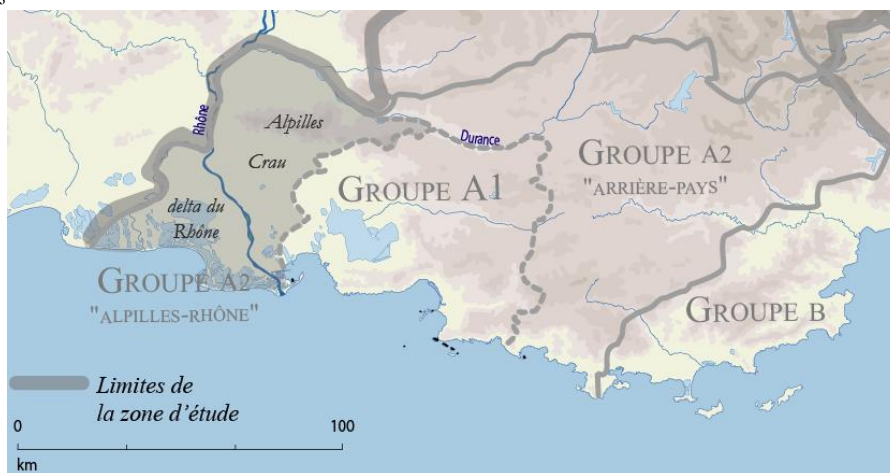 Rhône
Alpilles
Durance
Crau
GROUPE A2
"ARRIÈRE-PAYS"
GROUPE A1
delta du
Rhône
GROUPE A2
"ALPILLES-RHÔNE"
GROUPE B
Limites de
la zone d'étude
0 100
km